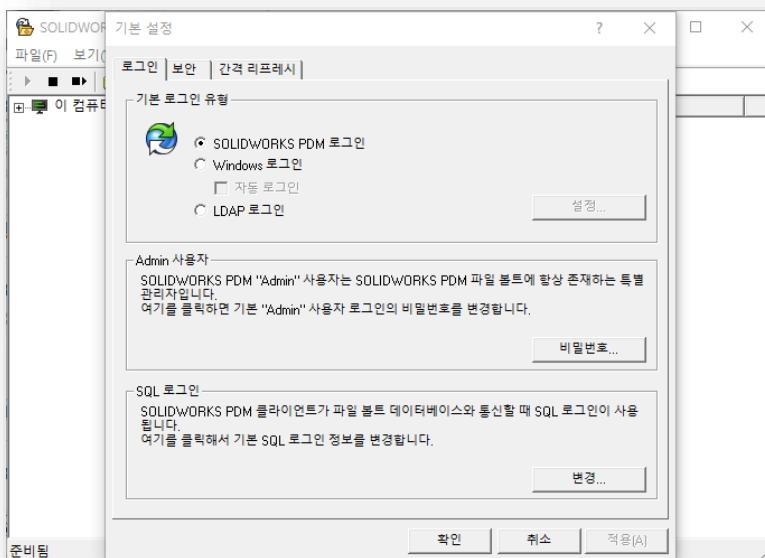 SOLIDWOR
기본 설정
파일(F) 보기(
로그인 보안 간격 리프레시
이 컴퓨터
기본 로그인 유형
SOLIDWORKS PDM 로그인
Windows 로그인
자동 로그인
LDAP 로그인
설정...
Admin 사용자
SOLIDWORKS PDM "Admin" 사용자는 SOLIDWORKS PDM 파일 볼트에 항상 존재하는 특별
관리자입니다.
여기를 클릭하면 기본 "Admin" 사용자 로그인의 비밀번호를 변경합니다.
비밀번호...
SQL 로그인
SOLIDWORKS PDM 클라이언트가 파일 볼트 데이터베이스와 통신할 때 SQL 로그인이 사용
됩니다.
여기를 클릭해서 기본 SQL 로그인 정보를 변경합니다.
변경...
확인 취소 적용(A)
준비됨